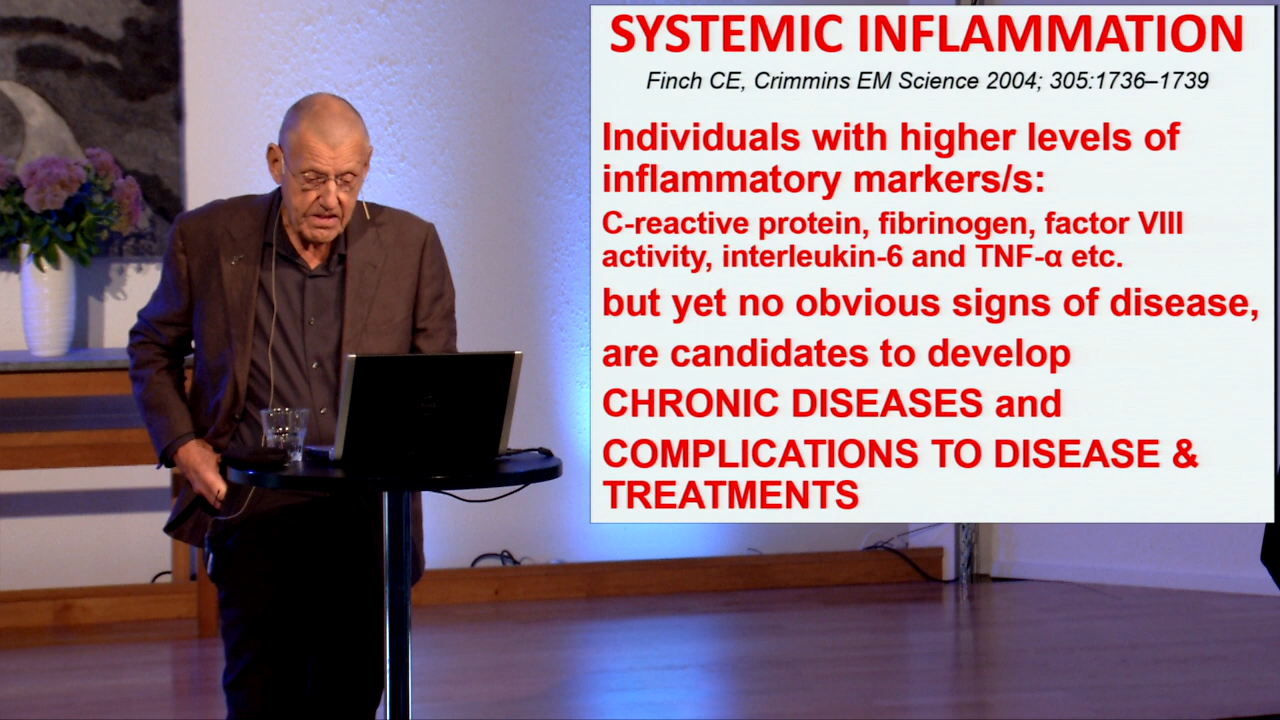 SYSTEMIC INFLAMMATION
Finch CE, Crimmins EM Science 2004; 305:1736–1739
Individuals with higher levels of
inflammatory markers/s:
C-reactive protein, fibrinogen, factor VIII
activity, interleukin-6 and TNF-α etc.
but yet no obvious signs of disease,
are candidates to develop
CHRONIC DISEASES and
COMPLICATIONS TO DISEASE &
TREATMENTS